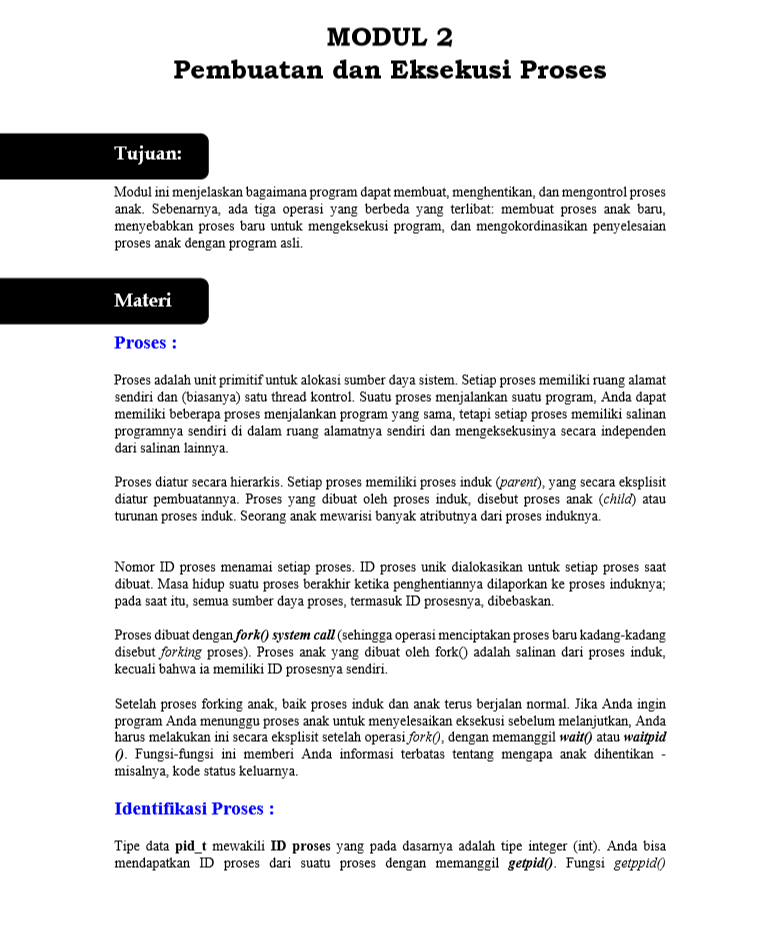 MODUL 2
Pembuatan dan Eksekusi Proses
Tujuan:
Modul ini menjelaskan bagaimana program dapat membuat, menghentikan, dan mengontrol proses
anak. Sebenarnya, ada tiga operasi yang berbeda yang terlibat: membuat proses anak baru,
menyebabkan proses baru untuk mengeksekusi program, dan mengokordinasikan penyelesaian
proses anak dengan program asli.
Materi
Proses :
Proses adalah unit primitif untuk alokasi sumber daya sistem. Setiap proses memiliki ruang alamat
sendiri dan (biasanya) satu thread kontrol. Suatu proses menjalankan suatu program, Anda dapat
memiliki beberapa proses menjalankan program yang sama, tetapi setiap proses memiliki salinan
programnya sendiri di dalam ruang alamatnya sendiri dan mengeksekusinya secara independen
dari salinan lainnya.
Proses diatur secara hierarkis. Setiap proses memiliki proses induk (parent), yang secara eksplisit
diatur pembuatannya. Proses yang dibuat oleh proses induk, disebut proses anak (child) atau
turunan proses induk. Seorang anak mewarisi banyak atributnya dari proses induknya.
Nomor ID proses menamai setiap proses. ID proses unik dialokasikan untuk setiap proses saat
dibuat. Masa hidup suatu proses berakhir ketika penghentiannya dilaporkan ke proses induknya;
pada saat itu, semua sumber daya proses, termasuk ID prosesnya, dibebaskan.
Proses dibuat dengan fork() system call (sehingga operasi menciptakan proses baru kadang-kadang
disebut forking proses). Proses anak yang dibuat oleh fork() adalah salinan dari proses induk,
kecuali bahwa ia memiliki ID prosesnya sendiri.
Setelah proses forking anak, baik proses induk dan anak terus berjalan normal. Jika Anda ingin
program Anda menunggu proses anak untuk menyelesaikan eksekusi sebelum melanjutkan, Anda
harus melakukan ini secara eksplisit setelah operasi fork(), dengan memanggil wait() atau waitpid
(). Fungsi-fungsi ini memberi Anda informasi terbatas tentang mengapa anak dihentikan -
misalnya, kode status keluarnya.
Identifikasi Proses :
Tipe data pid_t mewakili ID proses yang pada dasarnya adalah tipe integer (int). Anda bisa
mendapatkan ID proses dari suatu proses dengan memanggil getpid(). Fungsi getppid()